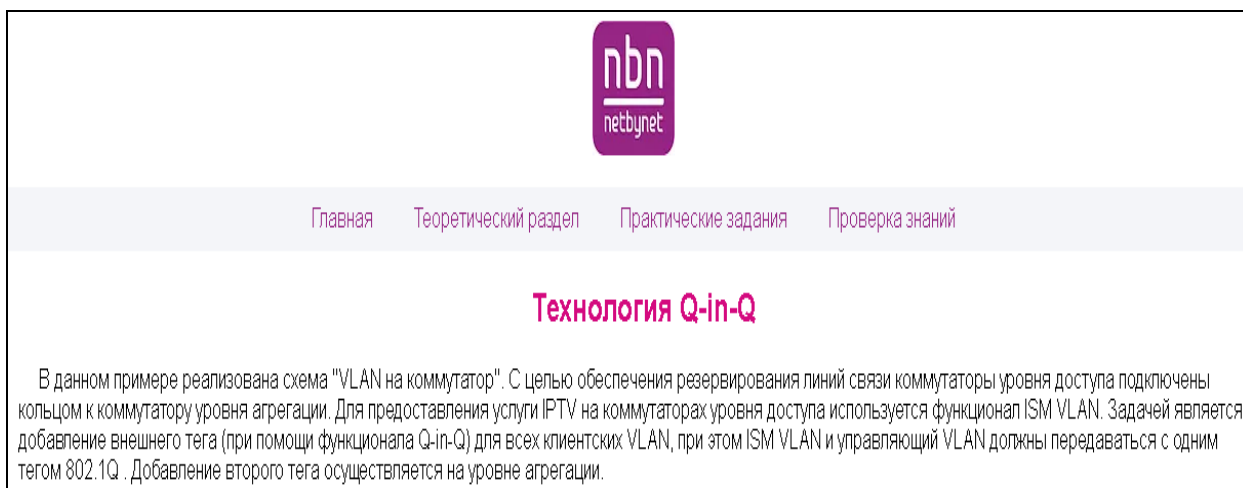 nbn
netbynet
Главная Теоретический раздел Практические задания Проверка знаний
Технология Q-in-Q
В данном примере реализована схема "VLAN на коммутатор". С целью обеспечения резервирования линий связи коммутаторы уровня доступа подключены
кольцом к коммутатору уровня агрегации. Для предоставления услуги IPTV на коммутаторах уровня доступа используется функционал ISM VLAN. Задачей является
добавление внешнего тега (при помощи функционала Q-in-Q) для всех клиентских VLAN, при этом ISM VLAN и управляющий VLAN должны передаваться с одним
тегом 802.1Q . Добавление второго тега осуществляется на уровне агрегации.